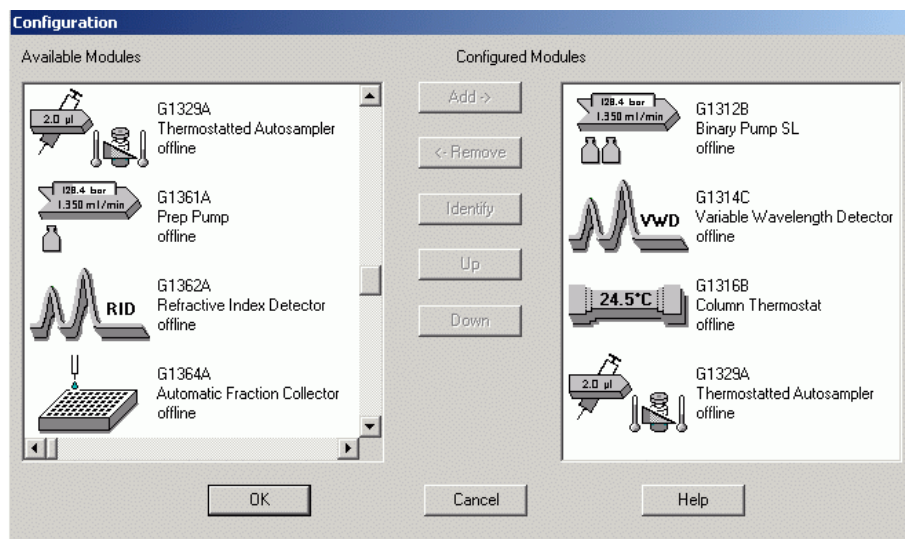 Configuration
Available Modules
2.0 µl
G1329A
Thermostatted Autosampler
offline
128.4 bar
1.350 ml/min
G1361A
Prep Pump
offline
RID
G1362A
Refractive Index Detector
offline
G1364A
Automatic Fraction Collector
offline
Add ->
<- Remove
Identify
Up
Down
Configured Modules
128.4 bar
1.350 ml/min
G1312B
Binary Pump SL
offline
VWD
G1314C
Variable Wavelength Detector
offline
24.5°C
G1316B
Column Thermostat
offline
2.0 µl
G1329A
Thermostatted Autosampler
offline
OK
Cancel
Help